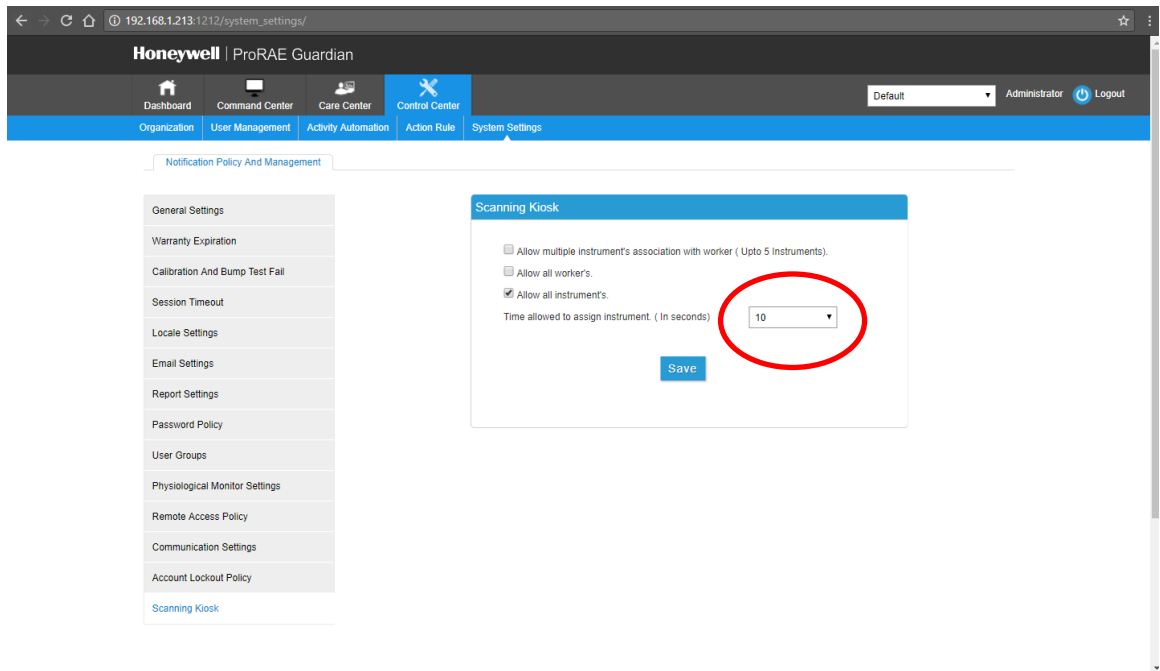 192.168.1.213:1212/system_settings/
Honeywell | ProRAE Guardian
Dashboard Command Center Care Center Control Center Default Administrator Logout
Organization User Management Activity Automation Action Rule System Settings
Notification Policy And Management
General Settings
Warranty Expiration
Calibration And Bump Test Fail
Session Timeout
Locale Settings
Email Settings
Report Settings
Password Policy
User Groups
Physiological Monitor Settings
Remote Access Policy
Communication Settings
Account Lockout Policy
Scanning Kiosk
Scanning Kiosk
Allow multiple instrument's association with worker ( Upto 5 Instruments).
Allow all worker's.
Allow all instrument's.
Time allowed to assign instrument. ( In seconds) 10
Save